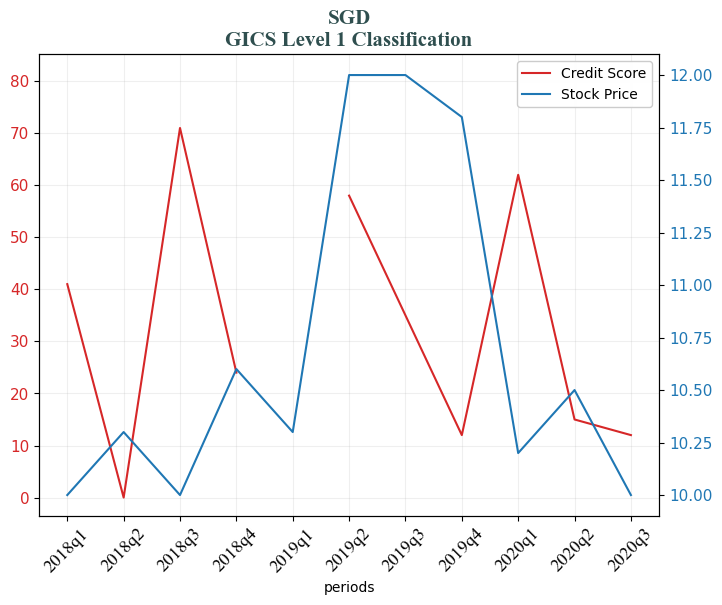 SGD
GICS Level 1 Classification
Credit Score
Stock Price
80
70
60
50
40
30
20
10
0
12.00
11.75
11.50
11.25
11.00
10.75
10.50
10.25
10.00
2018q1
2018q2
2018q3
2018q4
2019q1
2019q2
2019q3
2019q4
2020q1
2020q2
2020q3
periods